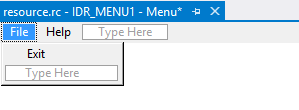 resource.rc - IDR_MENU1 - Menu*
File Help Type Here
Exit
Type Here